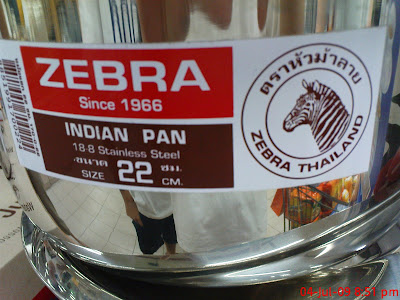 ZEBRA
Since 1966
INDIAN PAN
18-8 Stainless Steel
ขนาด 22 ซม.
SIZE CM.
ตราหัวม้าลาย
ZEBRA THAILAND